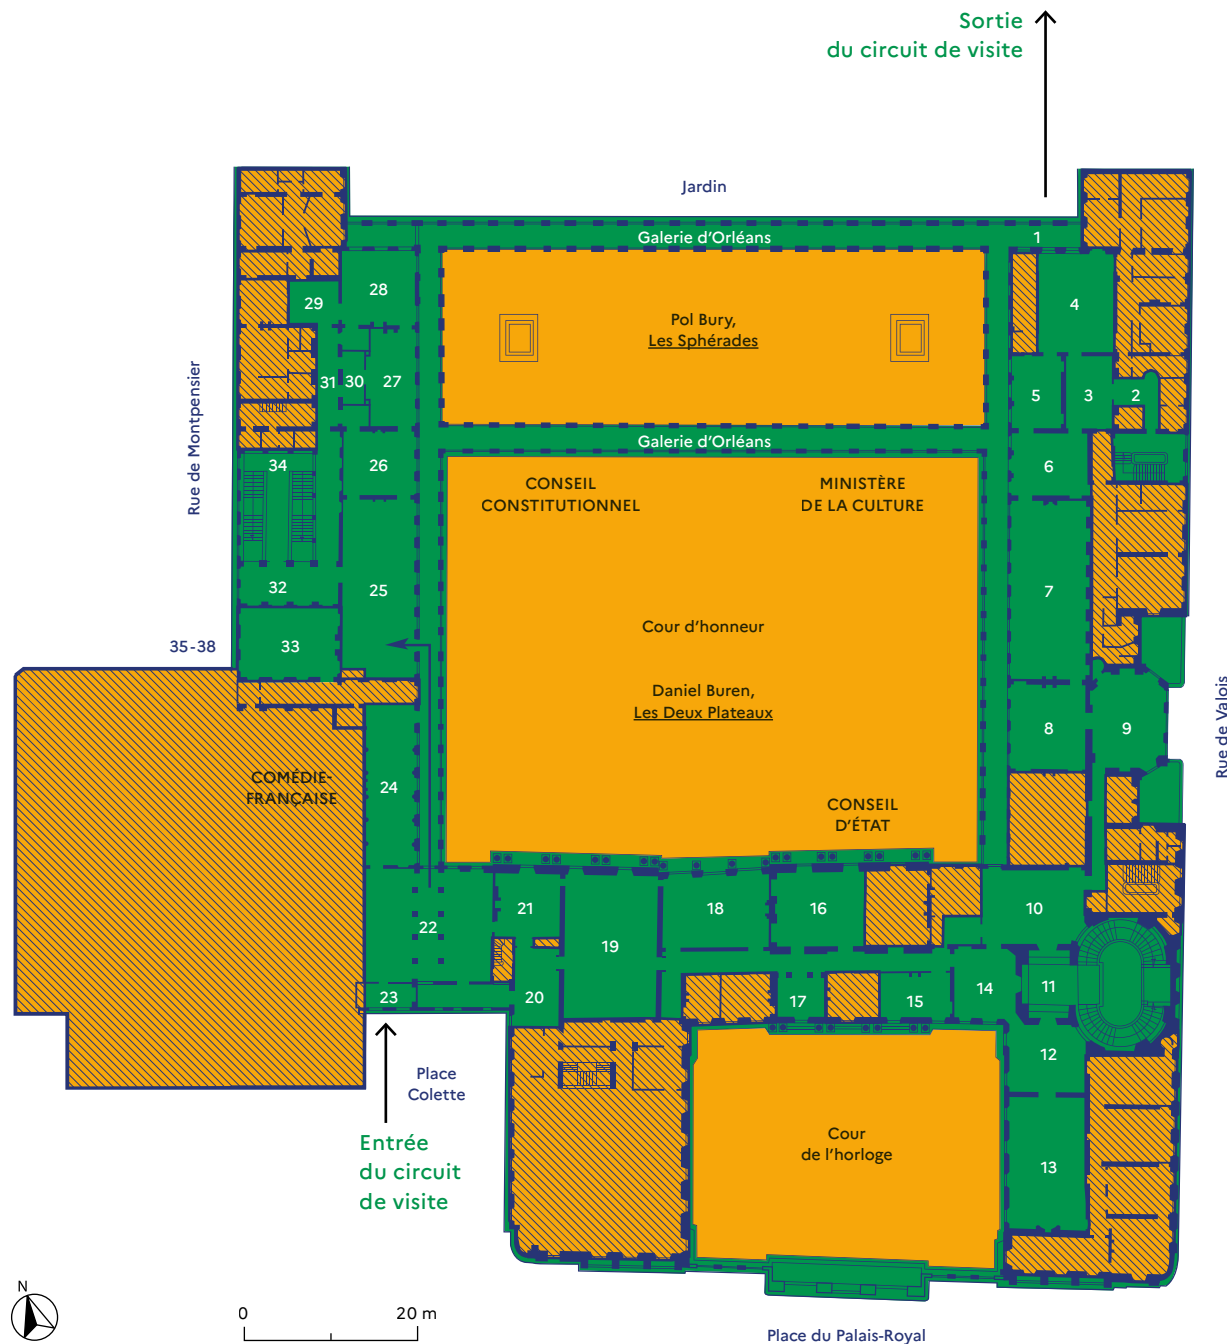 Sortie
du circuit de visite
Jardin
Galerie d’Orléans
1
28
29
4
Pol Bury,
Les Sphérades
Rue de Montpensier
31
30
27
5
3
2
Galerie d’Orléans
34
26
6
CONSEIL
CONSTITUTIONNEL
MINISTÈRE
DE LA CULTURE
32
25
7
Cour d’honneur
35-38
33
Daniel Buren,
Les Deux Plateaux
8
9
Rue de Valois
COMÉDIE-
FRANÇAISE
24
CONSEIL
D’ÉTAT
21
18
16
10
22
19
23
20
17
15
14
11
12
Place
Colette
Entrée
du circuit
de visite
Cour
de l’horloge
13
N
0
20 m
Place du Palais-Royal